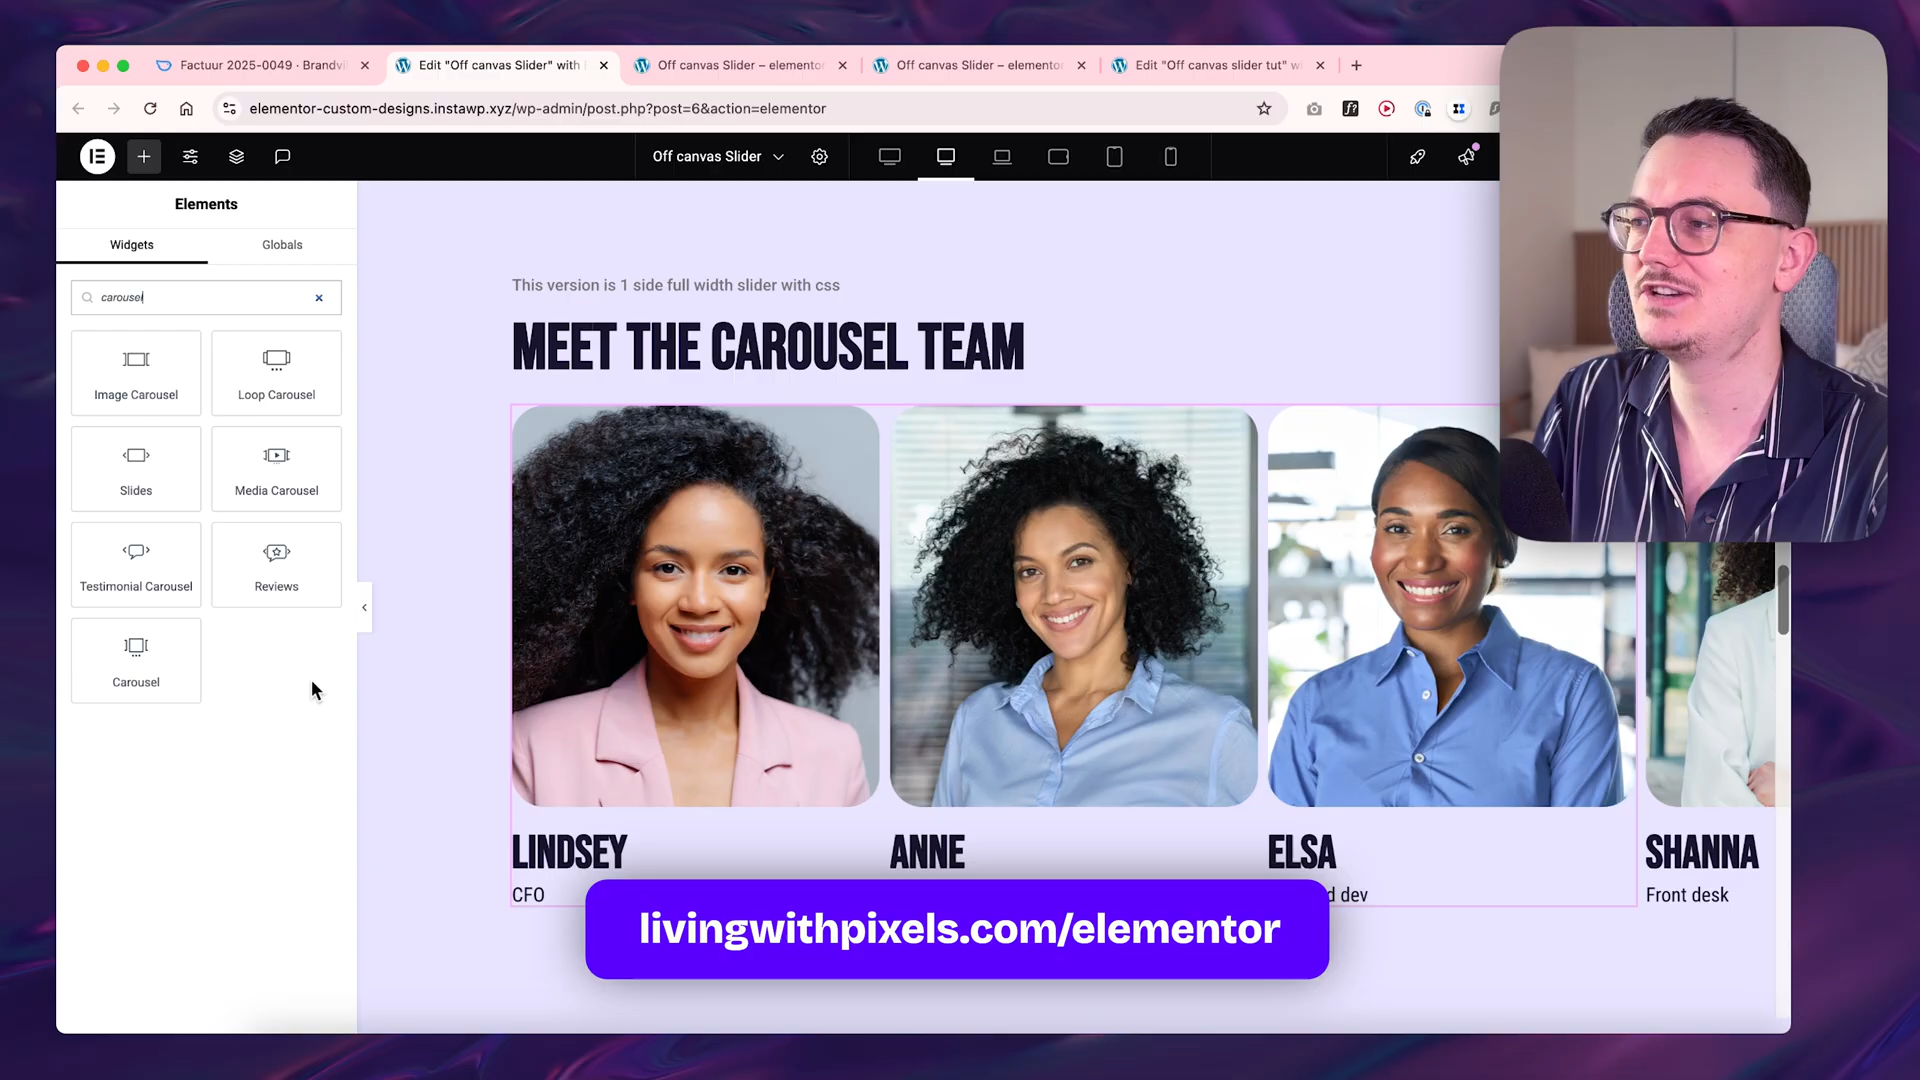 Factuur 2025-0049 · Brandvi
Edit "Off canvas Slider" with
Off canvas Slider – elementor
Off canvas Slider – elementor
Edit "Off canvas slider tut" wi
elementor-custom-designs.instawp.xyz/wp-admin/post.php?post=6&action=elementor
f?
Off canvas Slider
Elements
Widgets
Globals
carousel
Image Carousel
Loop Carousel
Slides
Media Carousel
Testimonial Carousel
Reviews
Carousel
This version is 1 side full width slider with css
MEET THE CAROUSEL TEAM
LINDSEY
CFO
ANNE
ELSA
d dev
SHANNA
Front desk
livingwithpixels.com/elementor